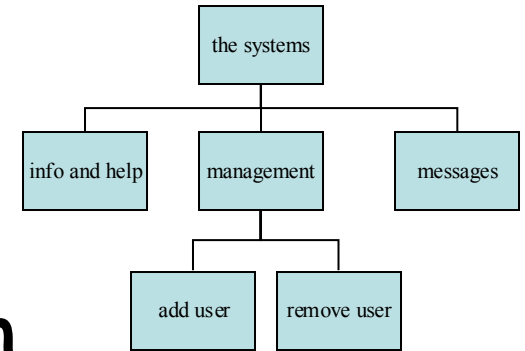 the systems
info and help
management
messages
add user
remove user